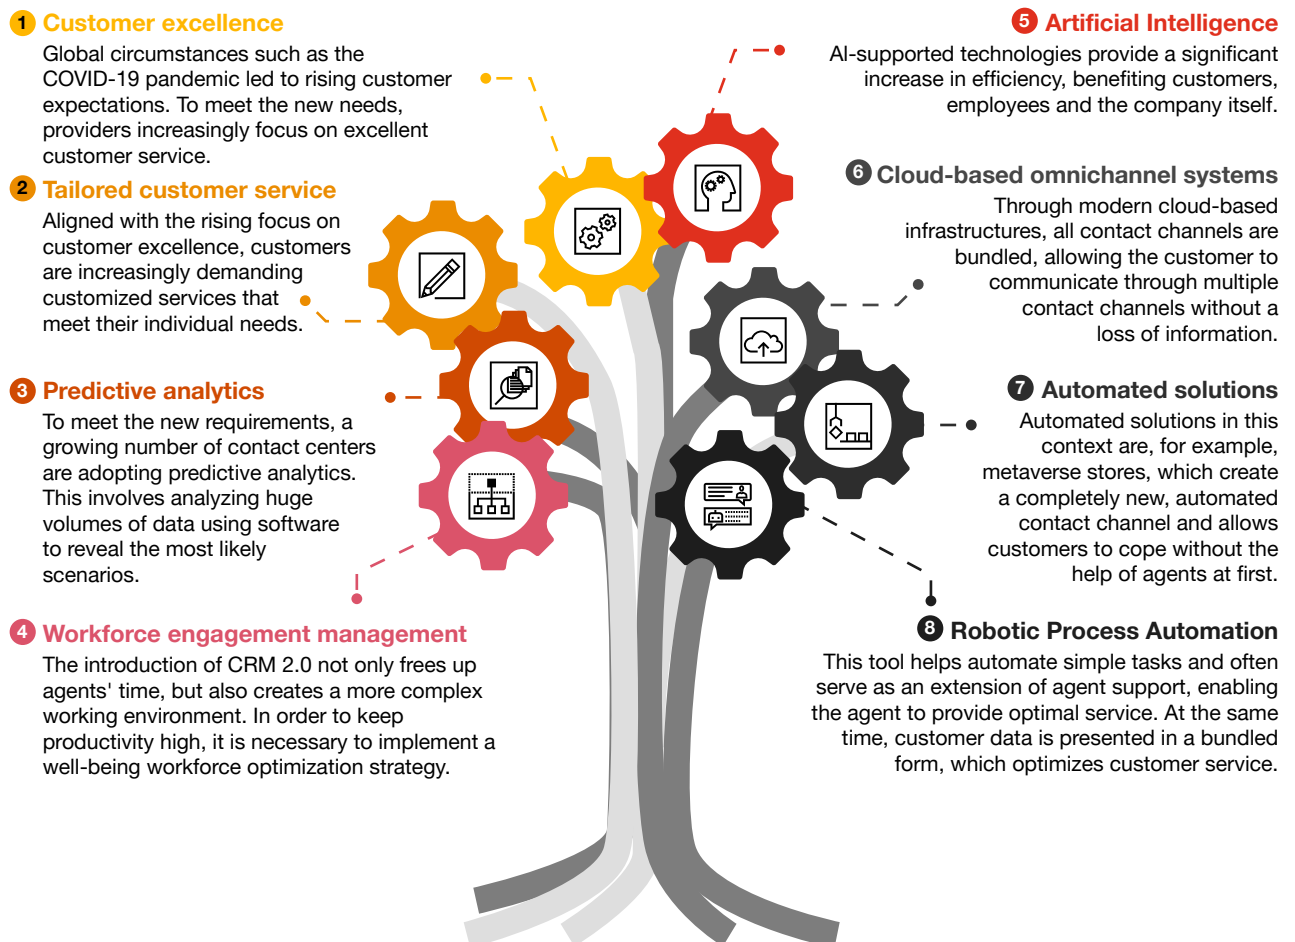 1 Customer excellence
Global circumstances such as the
COVID-19 pandemic led to rising customer
expectations. To meet the new needs,
providers increasingly focus on excellent
customer service.
2 Tailored customer service
Aligned with the rising focus on
customer excellence, customers
are increasingly demanding
customized services that
meet their individual needs.
3 Predictive analytics
To meet the new requirements, a
growing number of contact centers
are adopting predictive analytics.
This involves analyzing huge
volumes of data using software
to reveal the most likely
scenarios.
4 Workforce engagement management
The introduction of CRM 2.0 not only frees up
agents' time, but also creates a more complex
working environment. In order to keep
productivity high, it is necessary to implement a
well-being workforce optimization strategy.
5 Artificial Intelligence
AI-supported technologies provide a significant
increase in efficiency, benefiting customers,
employees and the company itself.
6 Cloud-based omnichannel systems
Through modern cloud-based
infrastructures, all contact channels are
bundled, allowing the customer to
communicate through multiple
contact channels without a
loss of information.
7 Automated solutions
Automated solutions in this
context are, for example,
metaverse stores, which create
a completely new, automated
contact channel and allows
customers to cope without the
help of agents at first.
8 Robotic Process Automation
This tool helps automate simple tasks and often
serve as an extension of agent support, enabling
the agent to provide optimal service. At the same
time, customer data is presented in a bundled
form, which optimizes customer service.